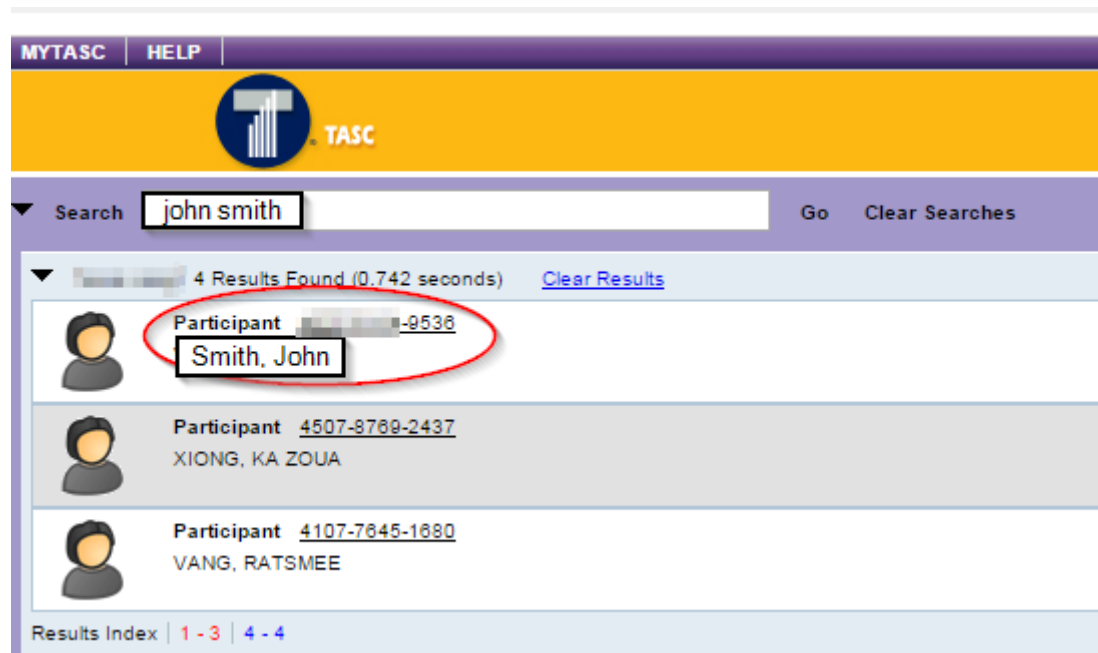 MYTASC HELP
TASC
Search john smith Go Clear Searches
4 Results Found (0.742 seconds) Clear Results
Participant -9536
Smith, John
Participant 4507-8769-2437
XIONG, KA ZOUA
Participant 4107-7645-1680
VANG, RATSMEE
Results Index 1 - 3 4 - 4